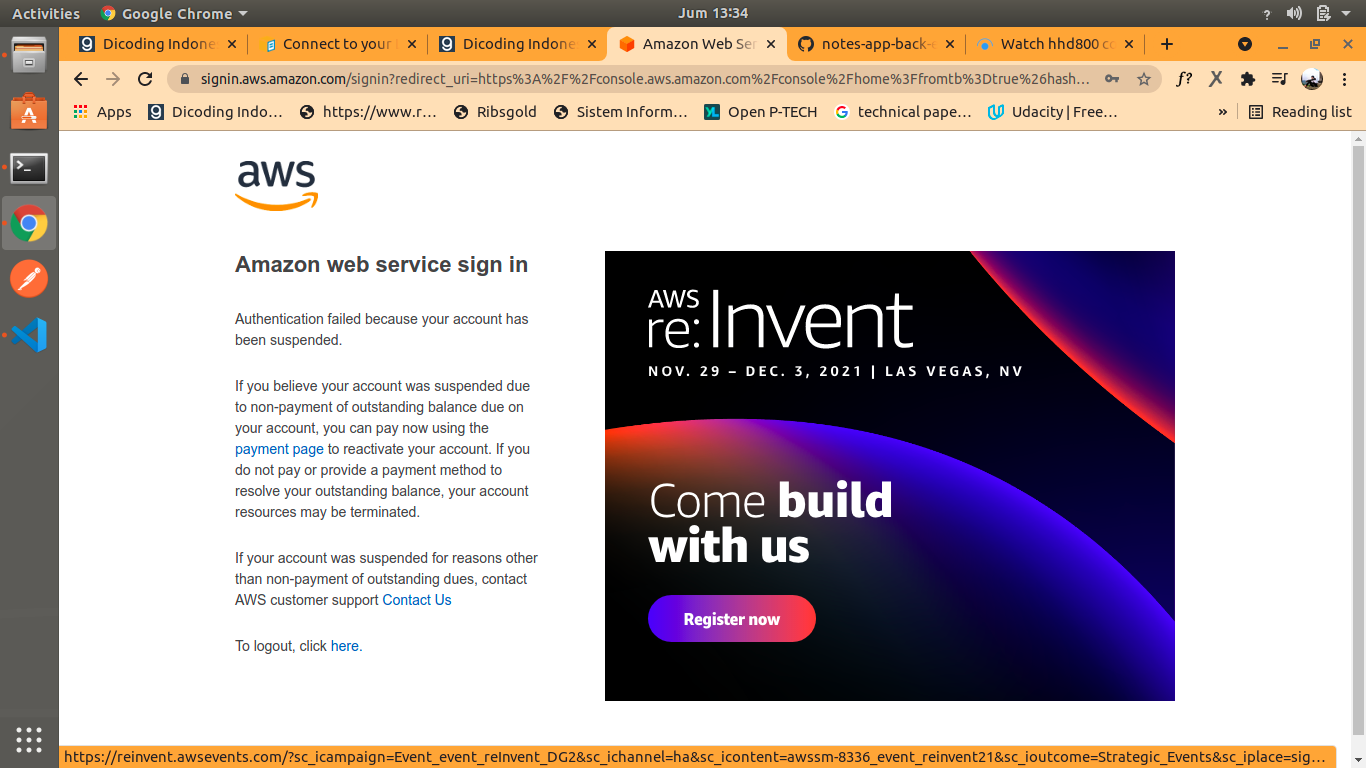 Activities
Google Chrome
Jum 13:34
?
Dicoding Indone
Connect to your
Dicoding Indone
Amazon Web Ser
notes-app-back-e
Watch hhd800 co
signin.aws.amazon.com/signin?redirect_uri=https%3A%2F%2Fconsole.aws.amazon.com%2Fconsole%2Fhome%3Ffromtb%3Dtrue%26hash...
f?
X
Apps
Dicoding Indo...
https://www.r...
Ribsgold
Sistem Inform...
Open P-TECH
technical pape...
Udacity | Free...
»
Reading list
aws
Amazon web service sign in
Authentication failed because your account has
been suspended.
If you believe your account was suspended due
to non-payment of outstanding balance due on
your account, you can pay now using the
payment page to reactivate your account. If you
do not pay or provide a payment method to
resolve your outstanding balance, your account
resources may be terminated.
If your account was suspended for reasons other
than non-payment of outstanding dues, contact
AWS customer support Contact Us
To logout, click here.
AWS
re:Invent
NOV. 29 – DEC. 3, 2021 | LAS VEGAS, NV
Come build
with us
Register now
https://reinvent.awsevents.com/?sc_icampaign=Event_event_reInvent_DG2&sc_ichannel=ha&sc_icontent=awssm-8336_event_reinvent21&sc_ioutcome=Strategic_Events&sc_iplace=sig...